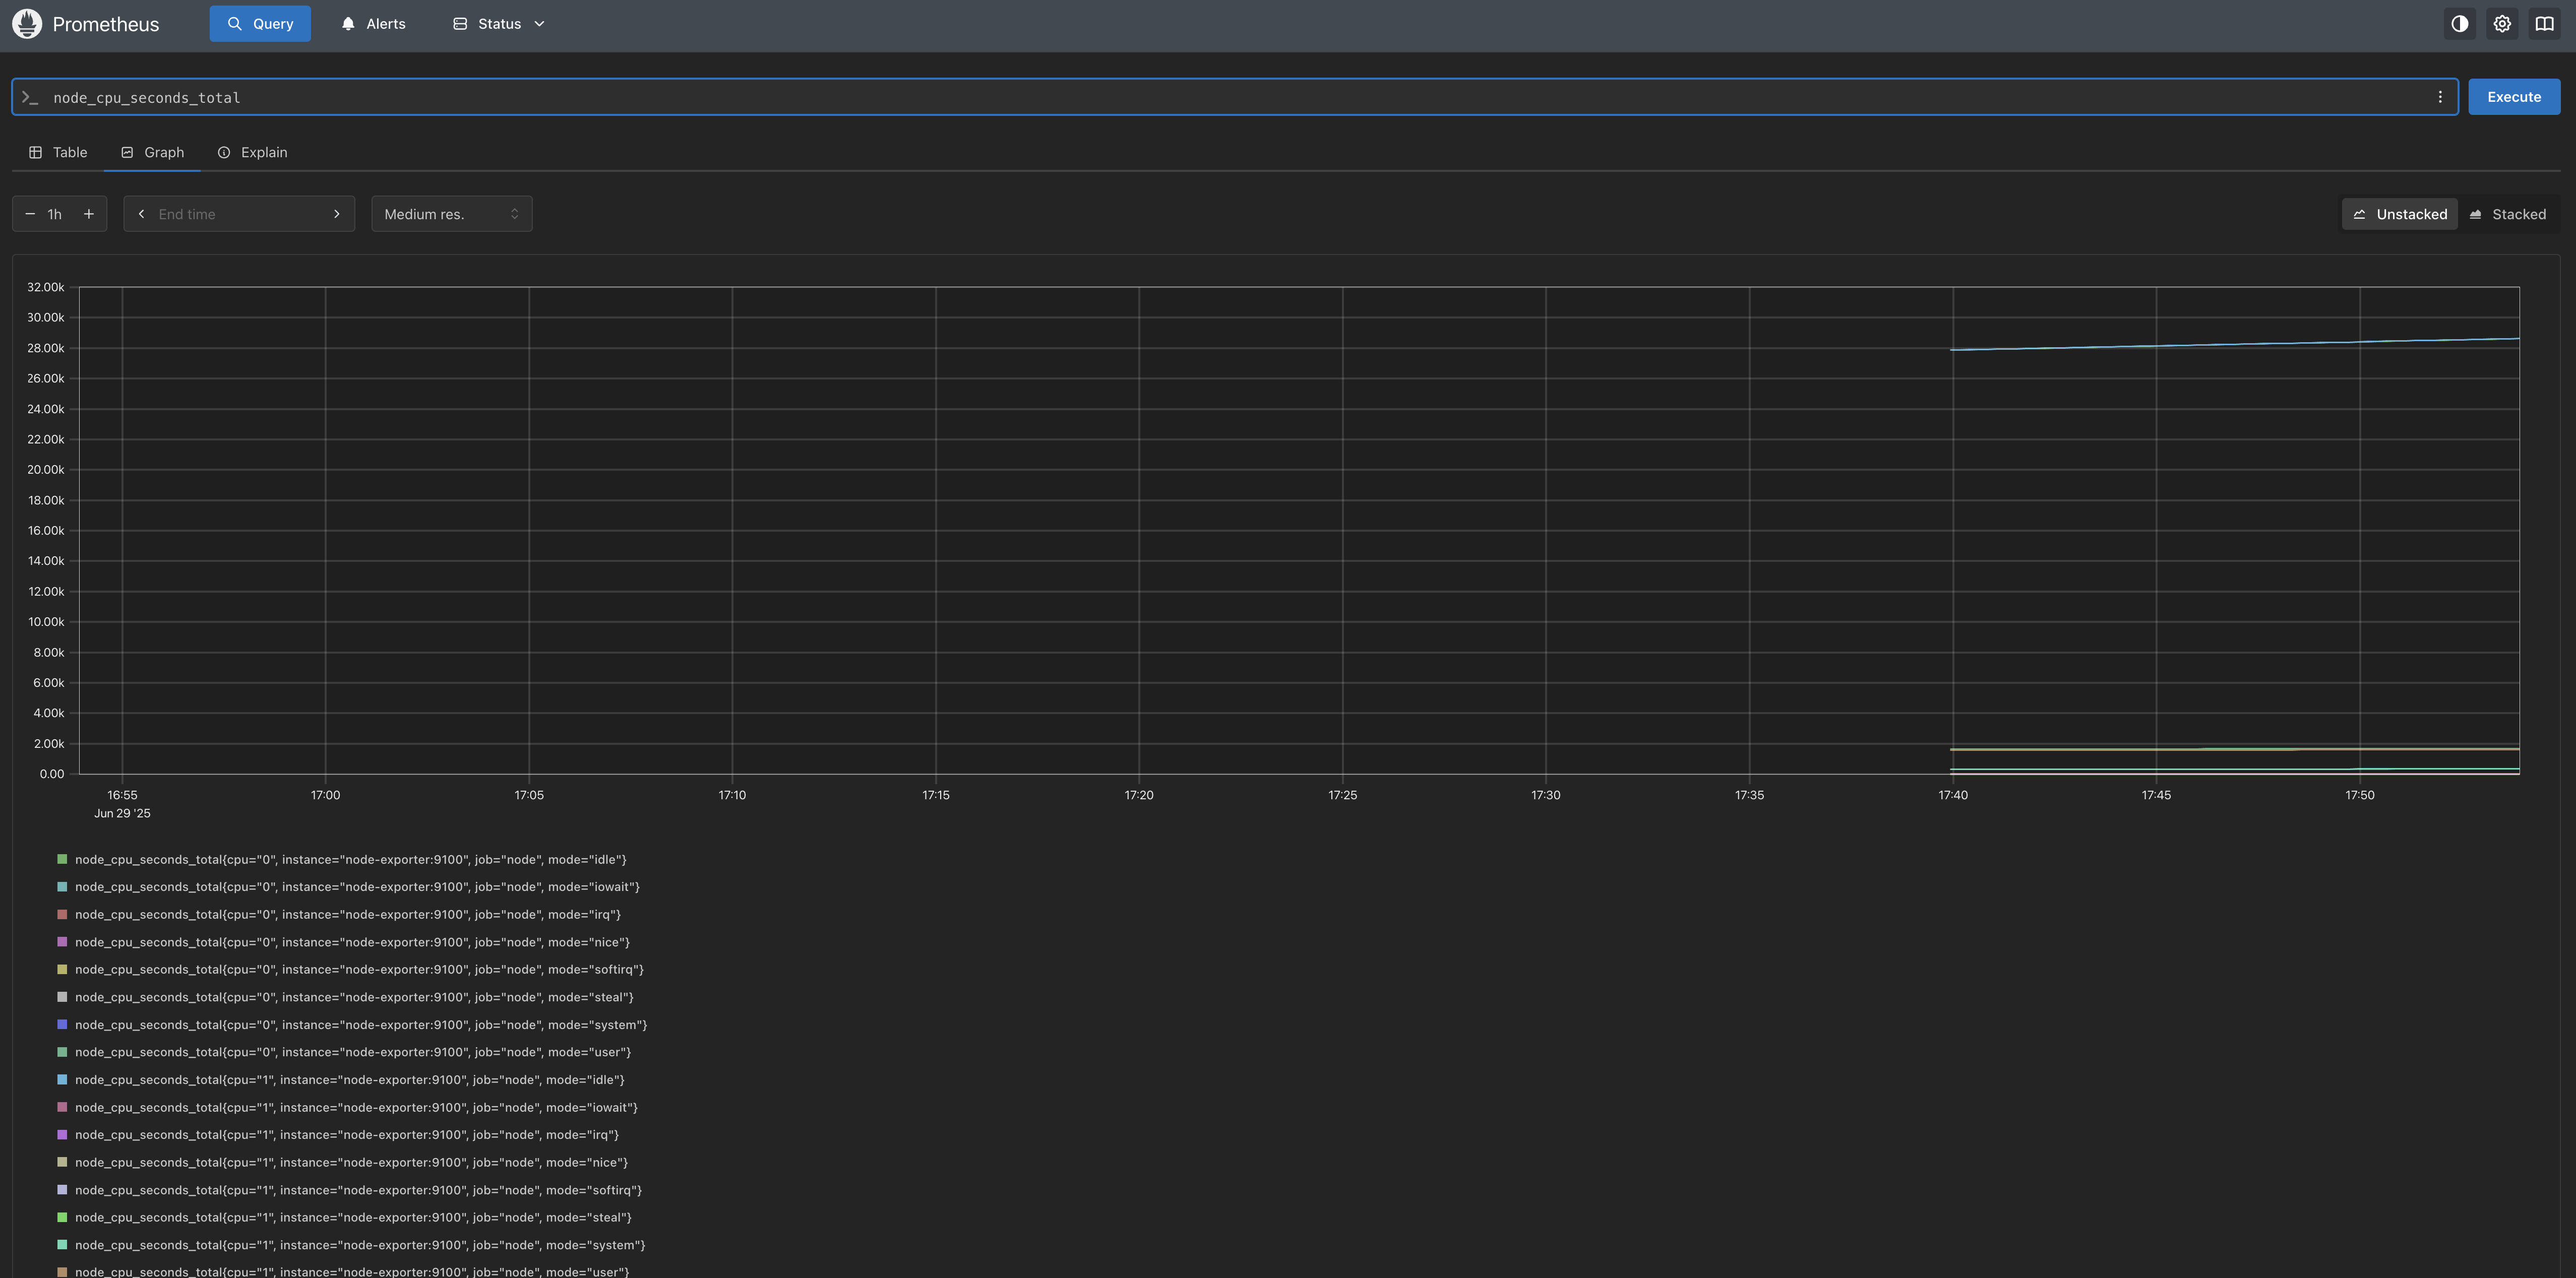 Prometheus Query Alerts Status
>_ node_cpu_seconds_total Execute
Table Graph Explain
− 1h + End time Medium res. Unstacked Stacked
32.00k
30.00k
28.00k
26.00k
24.00k
22.00k
20.00k
18.00k
16.00k
14.00k
12.00k
10.00k
8.00k
6.00k
4.00k
2.00k
0.00
16:55 17:00 17:05 17:10 17:15 17:20 17:25 17:30 17:35 17:40 17:45 17:50
Jun 29 '25
node_cpu_seconds_total{cpu="0", instance="node-exporter:9100", job="node", mode="idle"}
node_cpu_seconds_total{cpu="0", instance="node-exporter:9100", job="node", mode="iowait"}
node_cpu_seconds_total{cpu="0", instance="node-exporter:9100", job="node", mode="irq"}
node_cpu_seconds_total{cpu="0", instance="node-exporter:9100", job="node", mode="nice"}
node_cpu_seconds_total{cpu="0", instance="node-exporter:9100", job="node", mode="softirq"}
node_cpu_seconds_total{cpu="0", instance="node-exporter:9100", job="node", mode="steal"}
node_cpu_seconds_total{cpu="0", instance="node-exporter:9100", job="node", mode="system"}
node_cpu_seconds_total{cpu="0", instance="node-exporter:9100", job="node", mode="user"}
node_cpu_seconds_total{cpu="1", instance="node-exporter:9100", job="node", mode="idle"}
node_cpu_seconds_total{cpu="1", instance="node-exporter:9100", job="node", mode="iowait"}
node_cpu_seconds_total{cpu="1", instance="node-exporter:9100", job="node", mode="irq"}
node_cpu_seconds_total{cpu="1", instance="node-exporter:9100", job="node", mode="nice"}
node_cpu_seconds_total{cpu="1", instance="node-exporter:9100", job="node", mode="softirq"}
node_cpu_seconds_total{cpu="1", instance="node-exporter:9100", job="node", mode="steal"}
node_cpu_seconds_total{cpu="1", instance="node-exporter:9100", job="node", mode="system"}
node_cpu_seconds_total{cpu="1", instance="node-exporter:9100", job="node", mode="user"}